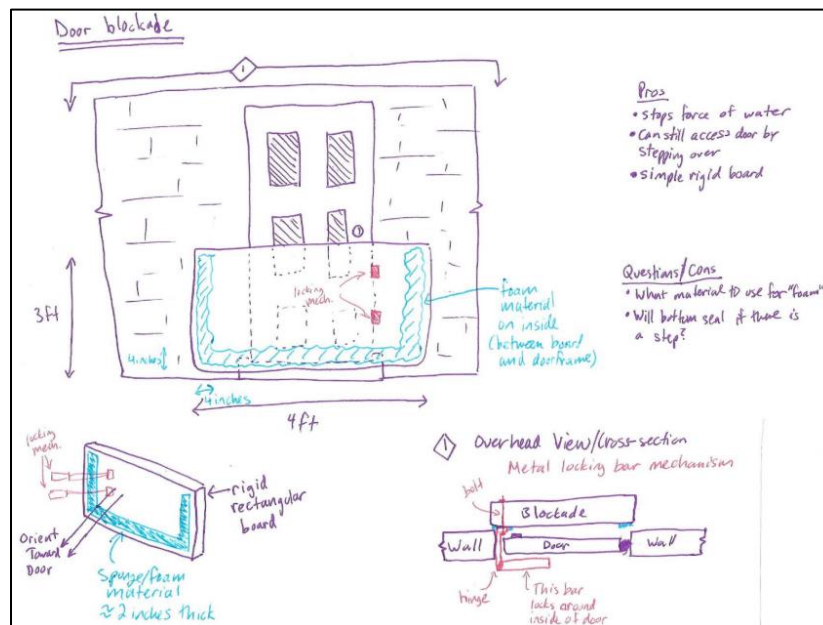 Door blockade
1
Pros
• stops force of water
• Can still access door by
stepping over
• simple rigid board
3ft
locking
mech.
4 inches
4 inches
4ft
foam
material
on inside
(between board
and doorframe)
Questions/Cons
• What material to use for "foam"
• Will bottom seal if there is
a step?
locking
mech.
rigid
rectangular
board
Orient
Toward
Door
Sponge/foam
material
≈ 2 inches thick
1 Overhead View/Cross-section
Metal locking bar mechanism
bolt
Blockade
Wall
Door
Wall
hinge
This bar
locks around
inside of door